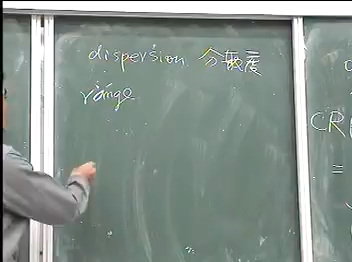 dispersion 分散度
range
CR
=